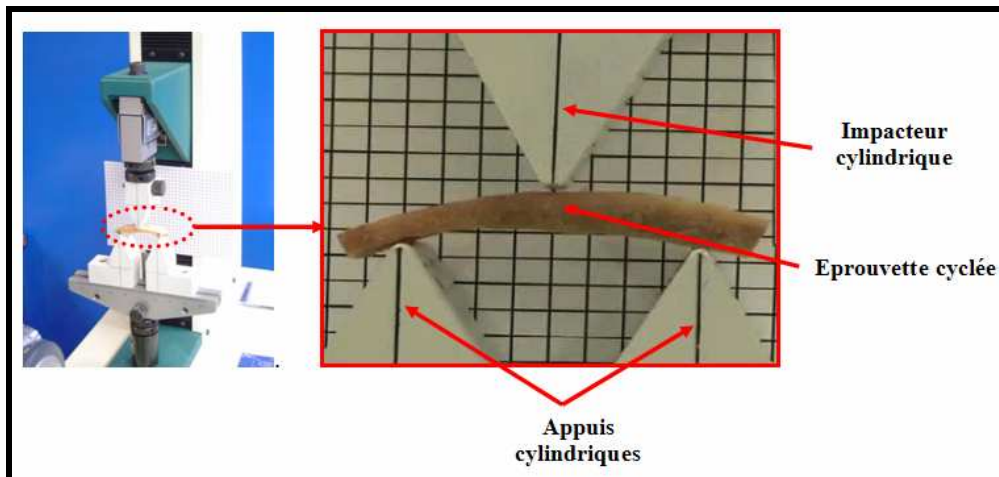 Impacteur
cylindrique
Eprouvette cyclée
Appuis
cylindriques